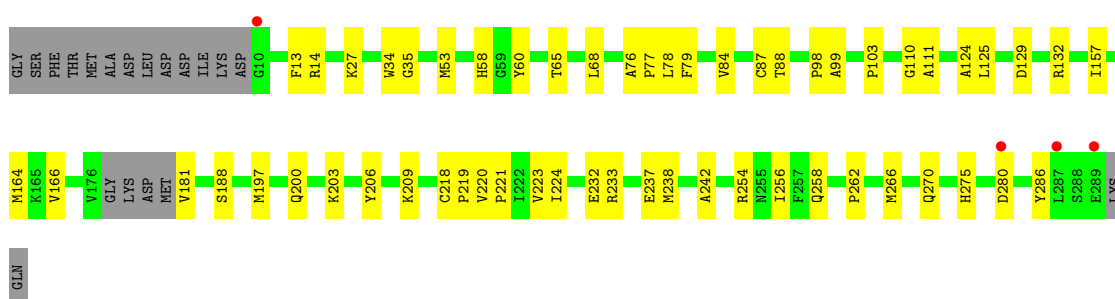 GLY SER PHE THR MET ALA ASP LEU ASP ASP ILE LYS ASP G10 F13 R14 K27 W34 G35 M53 H58 G59 Y60 T65 L68 A76 P77 L78 F79 V84 C87 T88 P98 A99 P103 G110 A111 A124 L125 D129 R132 I157
M164 K165 V166 V176 GLY LYS ASP MET V181 S188 M197 Q200 K203 Y206 K209 C218 P219 V220 P221 I222 V223 I224 E232 R233 E237 M238 A242 R254 N255 I256 F257 Q258 P262 M266 Q270 H275 D280 Y286 L287 S288 E289 LYS
GLN